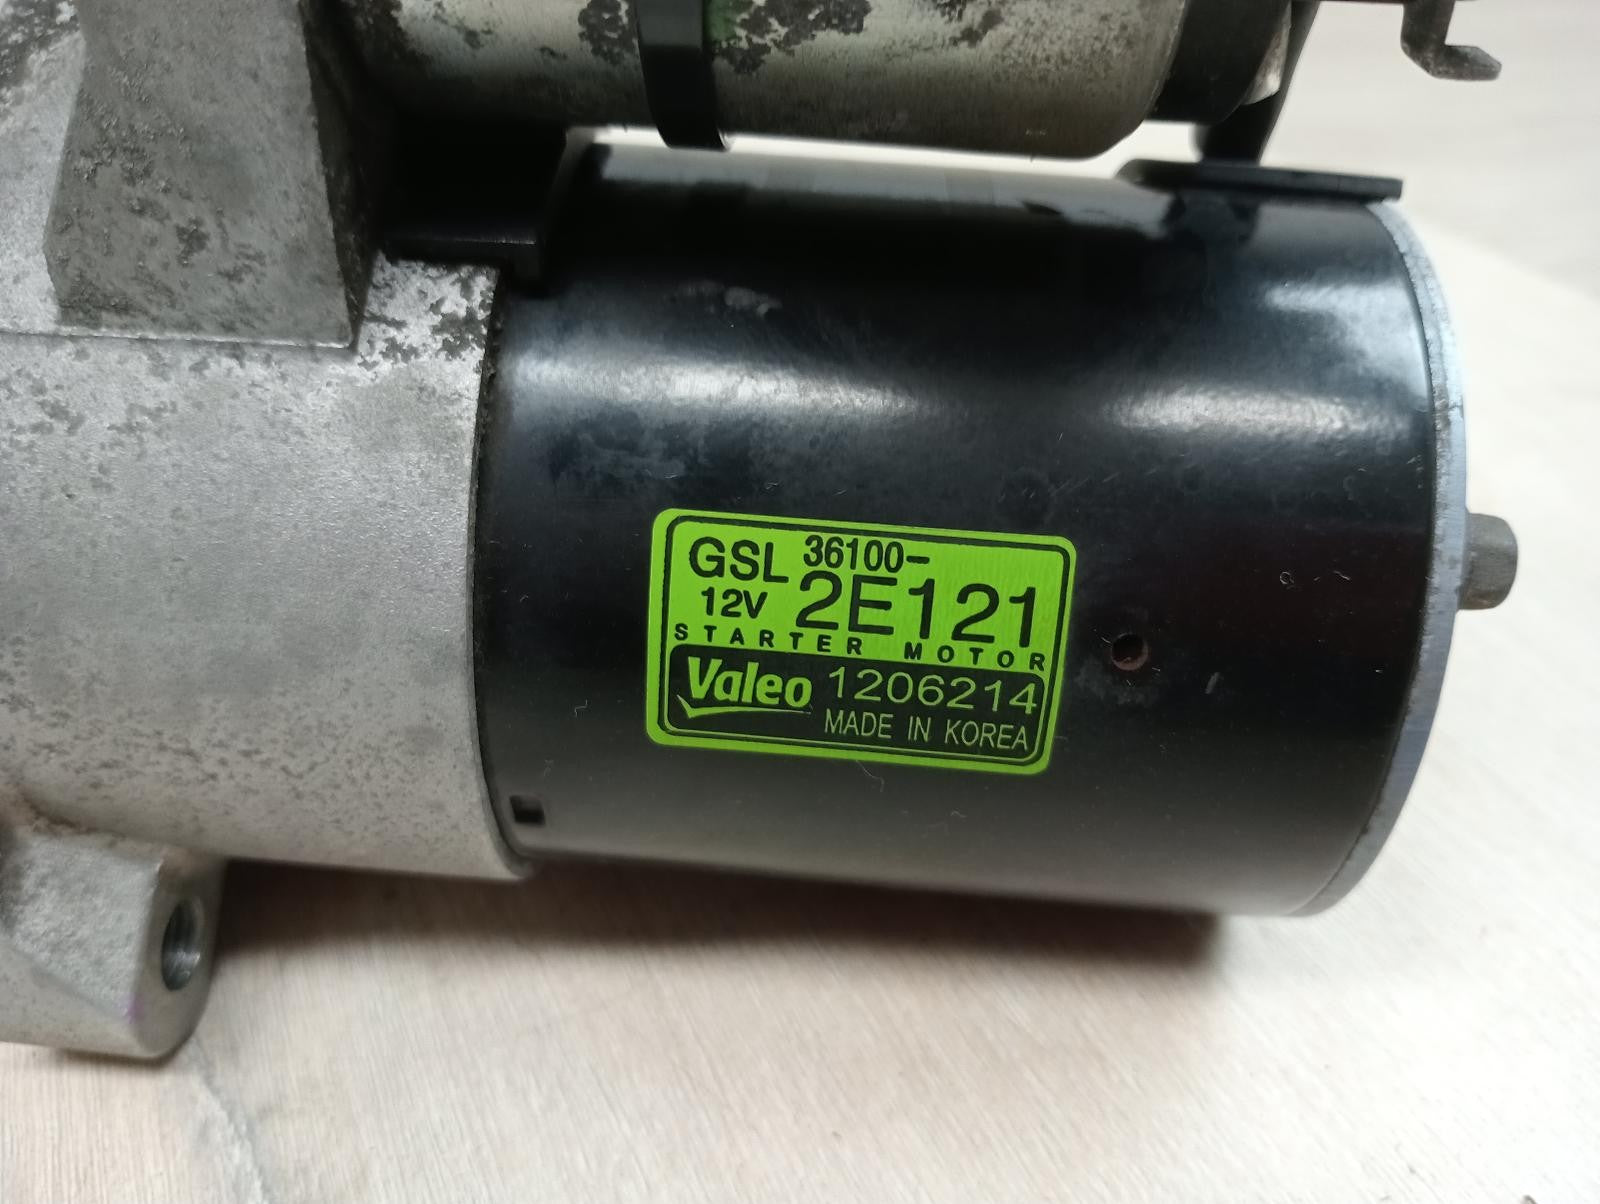 GSL 36100-
12V 2E121
STARTER MOTOR
Valeo 1206214
MADE IN KOREA